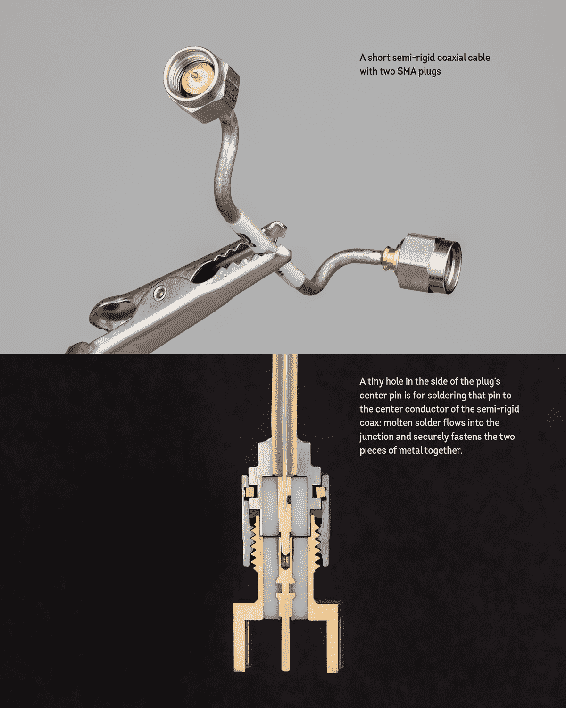 A short semi-rigid coaxial cable
with two SMA plugs
A tiny hole in the side of the plug's
center pin is for soldering that pin to
the center conductor of the semi-rigid
coax: molten solder flows into the
junction and securely fastens the two
pieces of metal together.